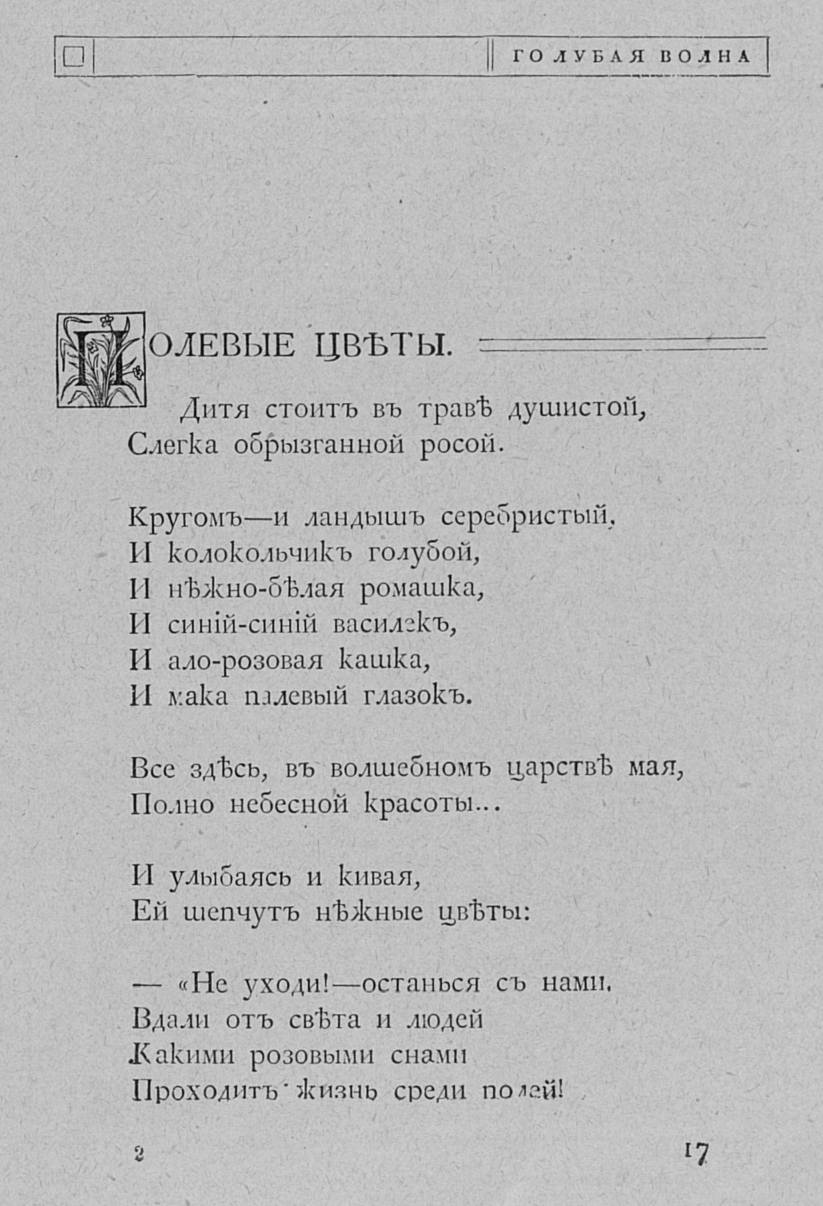 ГОЛУБАЯ ВОЛНА
ПОЛЕВЫЕ ЦВѢТЫ.
Дитя стоитъ въ травѣ душистой,
Слегка обрызганной росой.
Кругомъ—и ландышъ серебристый,
И колокольчикъ голубой,
И нѣжно-бѣлая ромашка,
И синій-синій василекъ,
И ало-розовая кашка,
И мака палевый глазокъ.
Все здѣсь, въ волшебномъ царствѣ мая,
Полно небесной красоты...
И улыбаясь и кивая,
Ей шепчутъ нѣжные цвѣты:
— «Не уходи!—останься съ нами.
Вдали отъ свѣта и людей
Какими розовыми снами
Проходитъ жизнь среди полей!
2 17